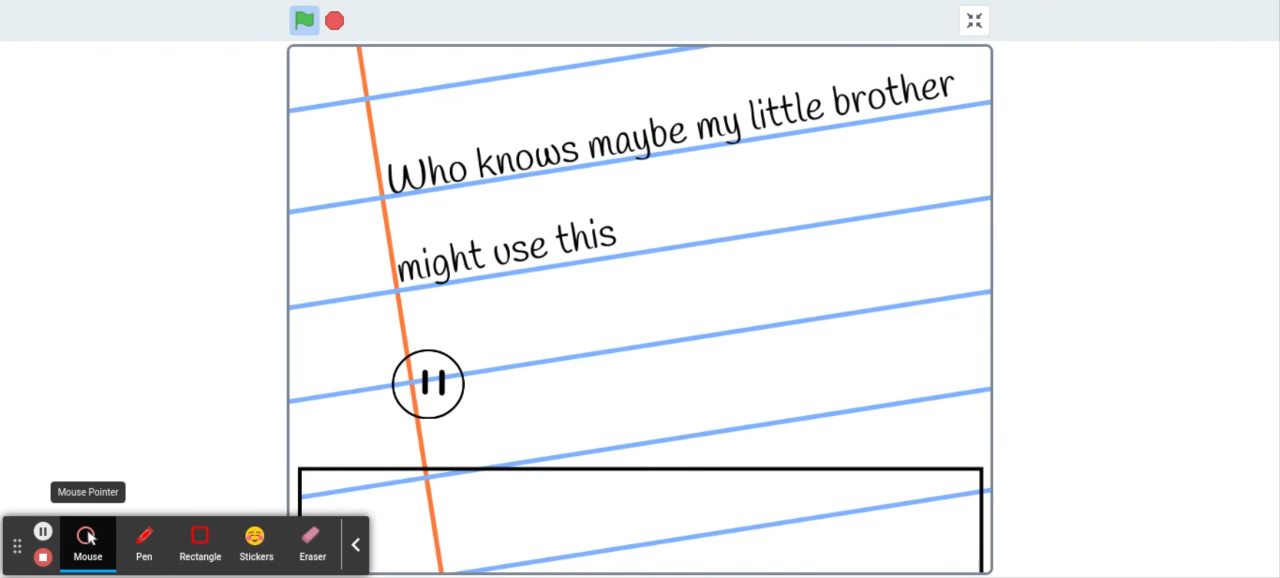 Who knows maybe my little brother
might use this
Mouse Pointer
Mouse
Pen
Rectangle
Stickers
Eraser